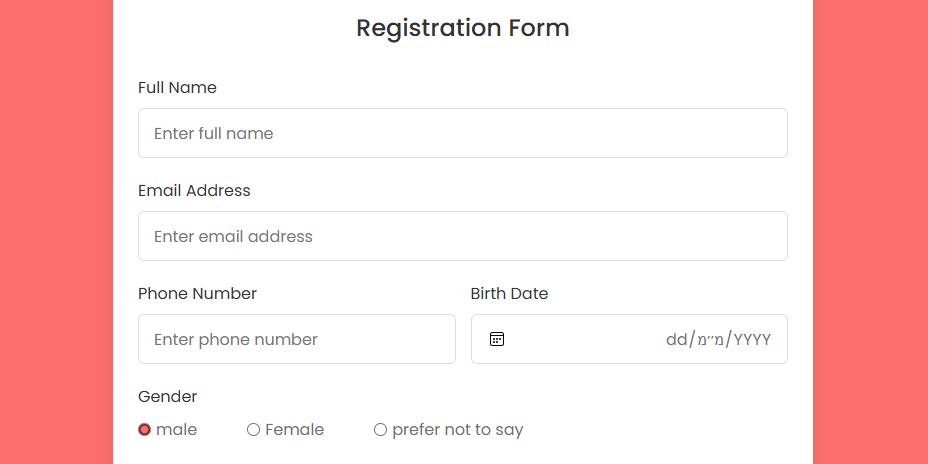 Registration Form
Full Name
Enter full name
Email Address
Enter email address
Phone Number Birth Date
Enter phone number dd/מ״מ/YYYY
Gender
male Female prefer not to say